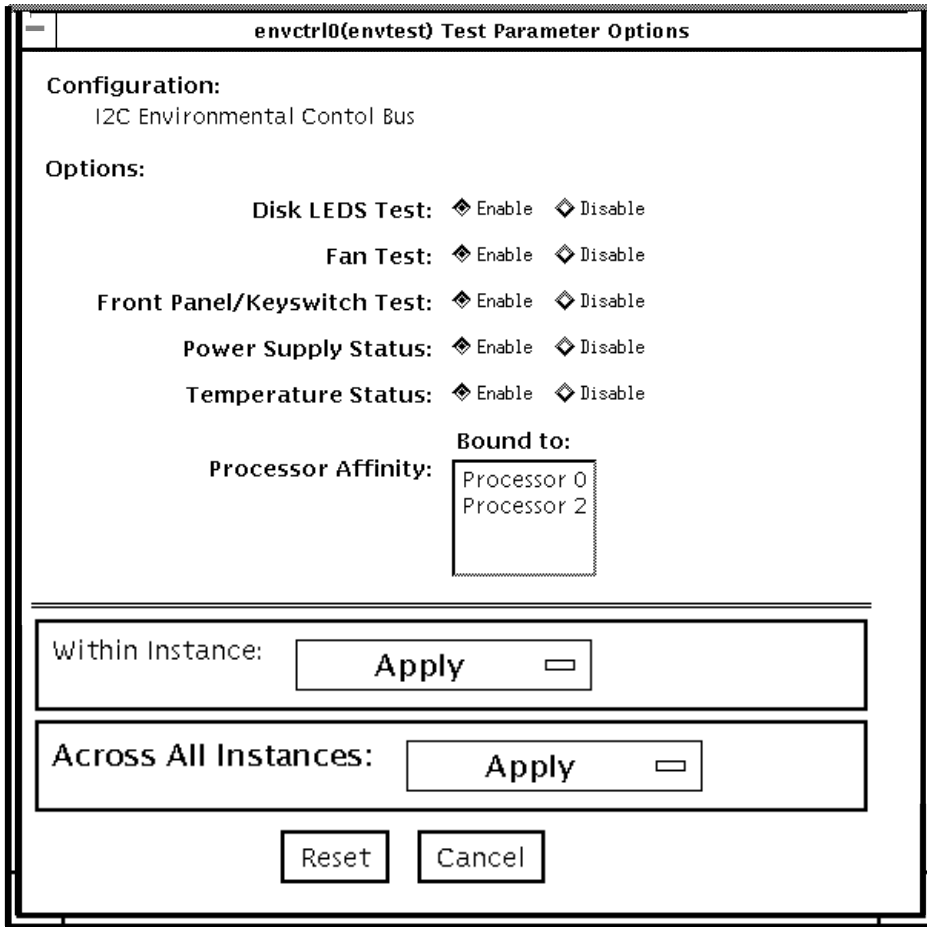 envctrl0(envtest) Test Parameter Options
Configuration:
I2C Environmental Contol Bus
Options:
Disk LEDS Test: Enable Disable
Fan Test: Enable Disable
Front Panel/Keyswitch Test: Enable Disable
Power Supply Status: Enable Disable
Temperature Status: Enable Disable
Bound to:
Processor Affinity:
Processor 0
Processor 2
Within Instance: Apply
Across All Instances: Apply
Reset Cancel